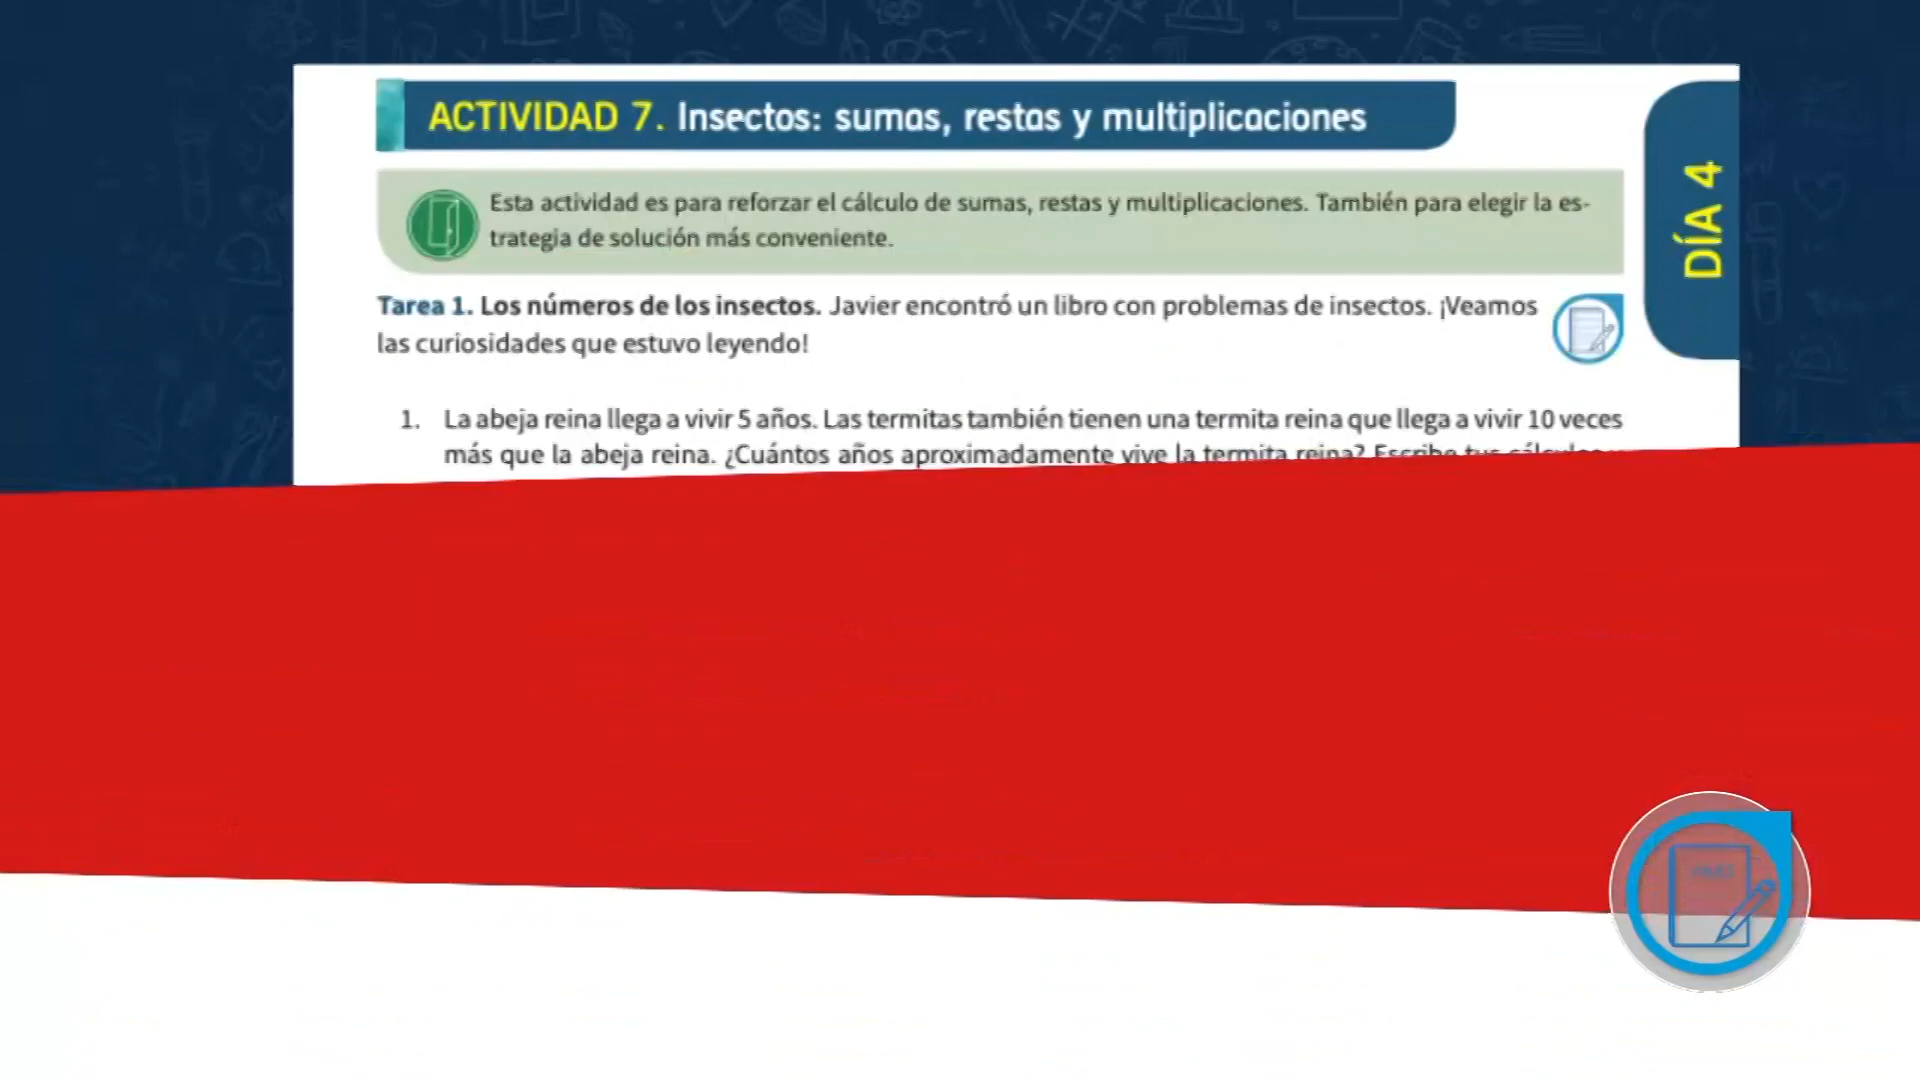 ACTIVIDAD 7. Insectos: sumas, restas y multiplicaciones
DÍA 4
Esta actividad es para reforzar el cálculo de sumas, restas y multiplicaciones. También para elegir la es-
trategia de solución más conveniente.
Tarea 1. Los números de los insectos. Javier encontró un libro con problemas de insectos. ¡Veamos
las curiosidades que estuvo leyendo!
1. La abeja reina llega a vivir 5 años. Las termitas también tienen una termita reina que llega a vivir 10 veces
más que la abeja reina. ¿Cuántos años aproximadamente vive la termita reina? Escribe tus cálculos